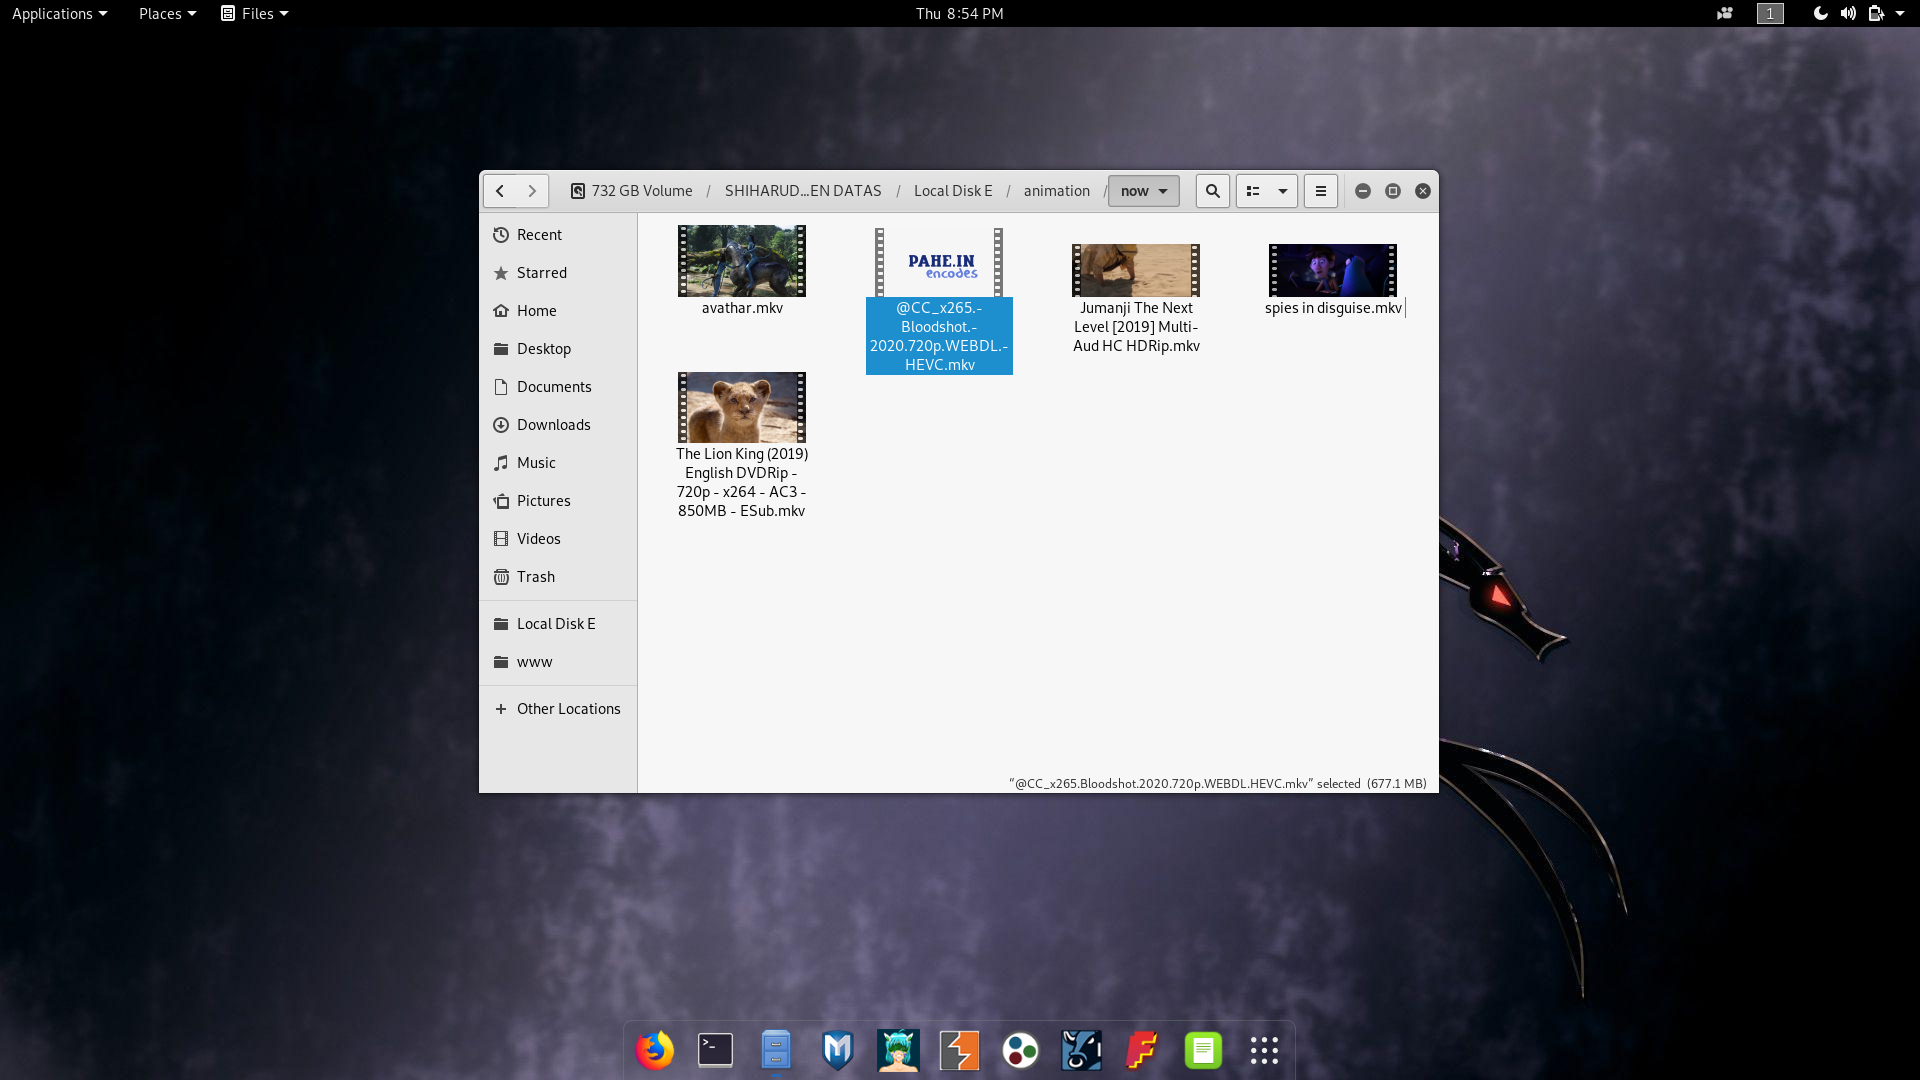 Applications
Places
Files
Thu 8:54 PM
1
732 GB Volume / SHIHARUD...EN DATAS / Local Disk E / animation / now
Recent
Starred
Home
Desktop
Documents
Downloads
Music
Pictures
Videos
Trash
Local Disk E
www
Other Locations
avathar.mkv
PAHE.IN
encodes
@CC_x265.-
Bloodshot.-
2020.720p.WEBDL.-
HEVC.mkv
Jumanji The Next
Level [2019] Multi-
Aud HC HDRip.mkv
spies in disguise.mkv
The Lion King (2019)
English DVDRip -
720p - x264 - AC3 -
850MB - ESub.mkv
“@CC_x265.Bloodshot.2020.720p.WEBDL.HEVC.mkv” selected (677.1 MB)
>_
M
F